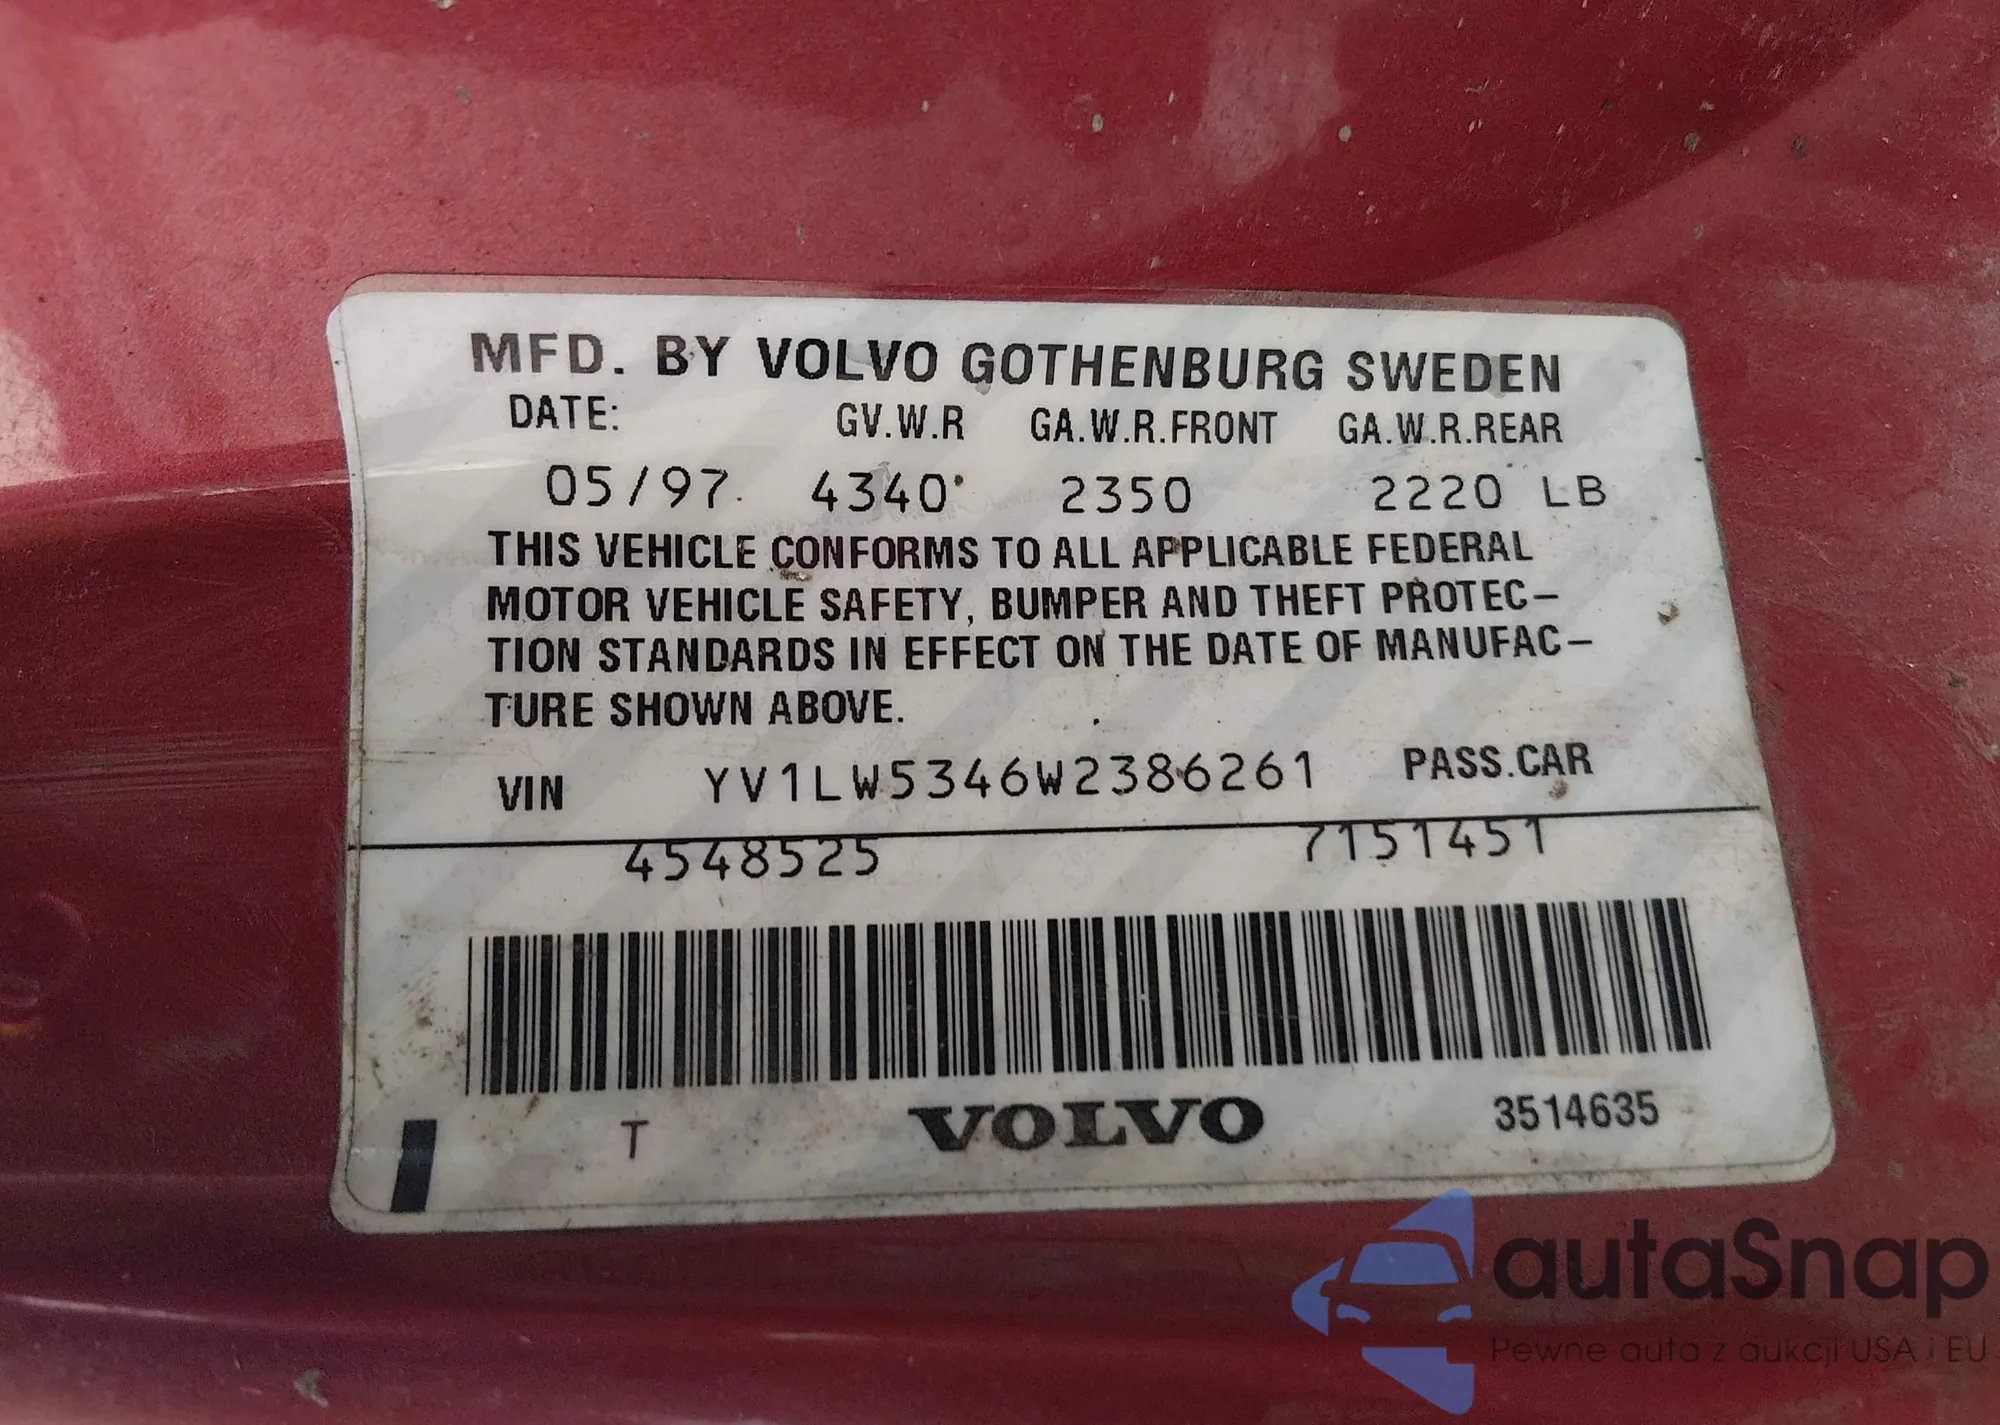 MFD. BY VOLVO GOTHENBURG SWEDEN
DATE: GV.W.R GA.W.R.FRONT GA.W.R.REAR
05/97 4340 2350 2220 LB
THIS VEHICLE CONFORMS TO ALL APPLICABLE FEDERAL
MOTOR VEHICLE SAFETY, BUMPER AND THEFT PROTEC-
TION STANDARDS IN EFFECT ON THE DATE OF MANUFAC-
TURE SHOWN ABOVE.
VIN YV1LW5346W2386261 PASS.CAR
4548525 7151451
T VOLVO 3514635
autaSnap
Pewne auta z aukcji USA i EU